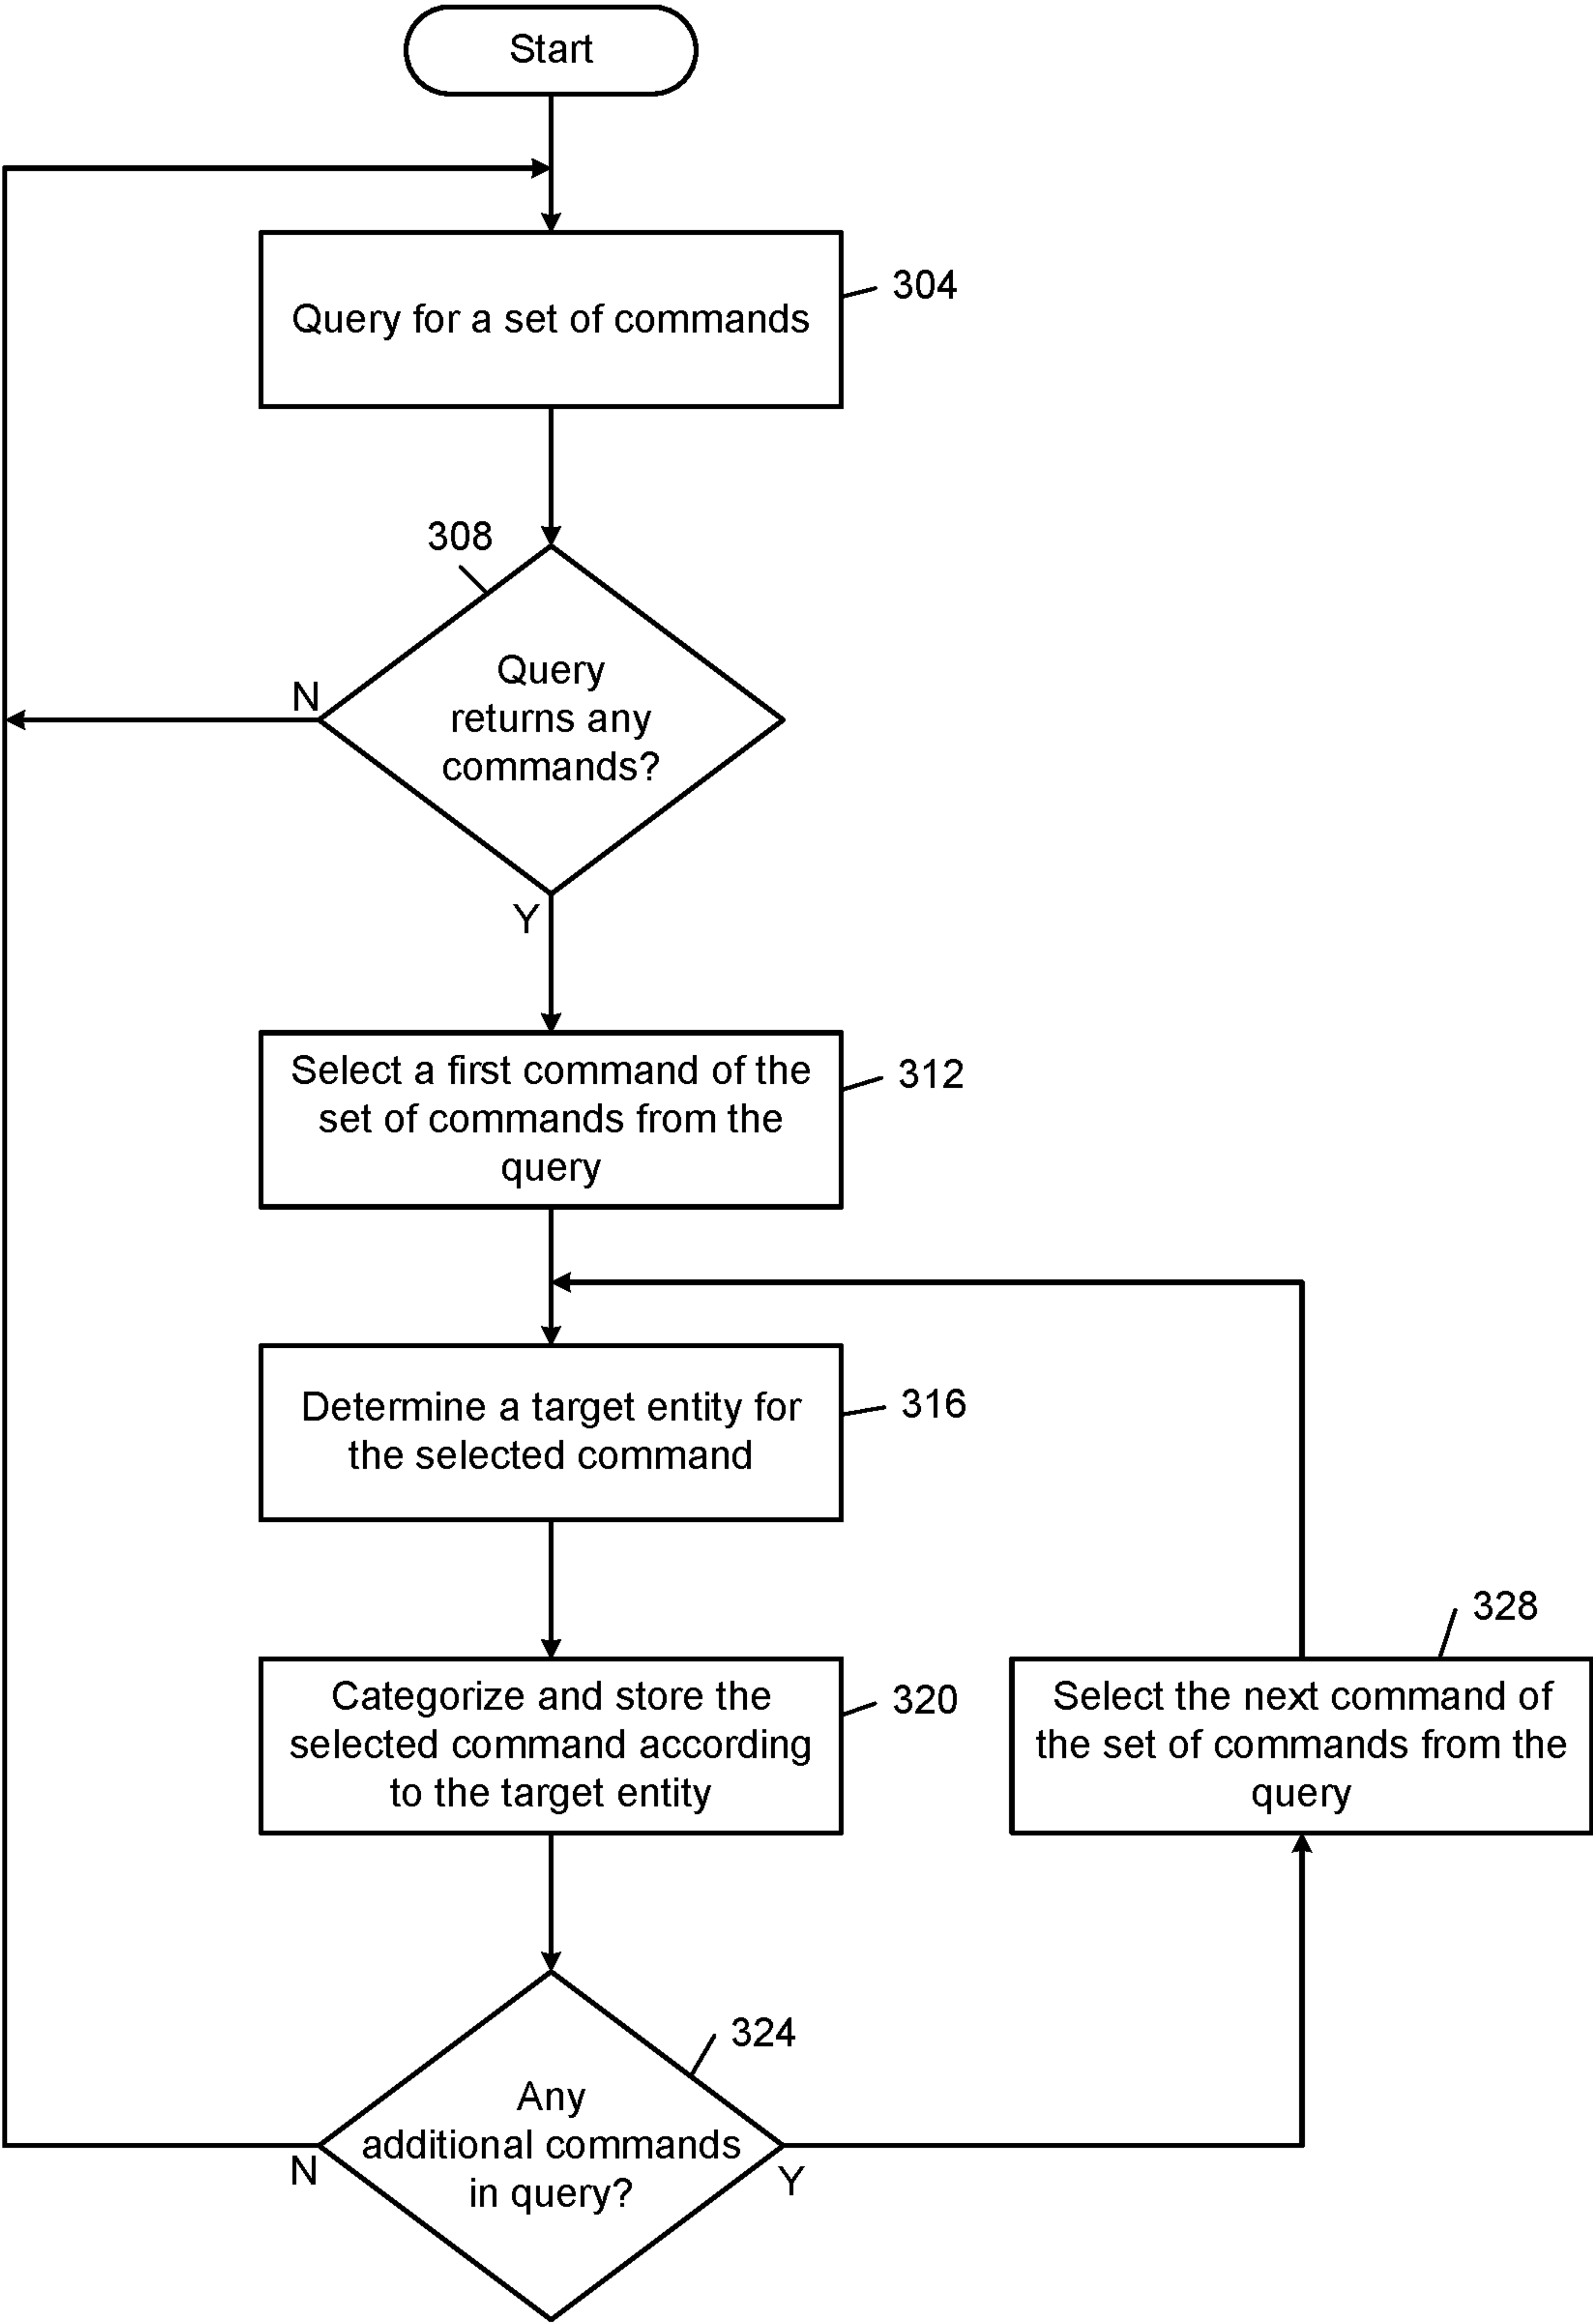 Start
Query for a set of commands
304
308
Query
returns any
commands?
N
Y
Select a first command of the
set of commands from the
query
312
Determine a target entity for
the selected command
316
Categorize and store the
selected command according
to the target entity
320
328
Select the next command of
the set of commands from the
query
324
Any
additional commands
in query?
N
Y